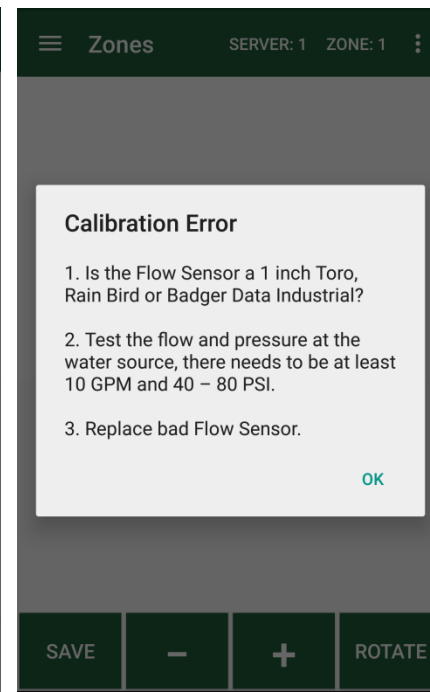 Zones SERVER: 1 ZONE: 1
Calibration Error
1. Is the Flow Sensor a 1 inch Toro,
Rain Bird or Badger Data Industrial?
2. Test the flow and pressure at the
water source, there needs to be at least
10 GPM and 40 – 80 PSI.
3. Replace bad Flow Sensor.
OK
SAVE – + ROTATE